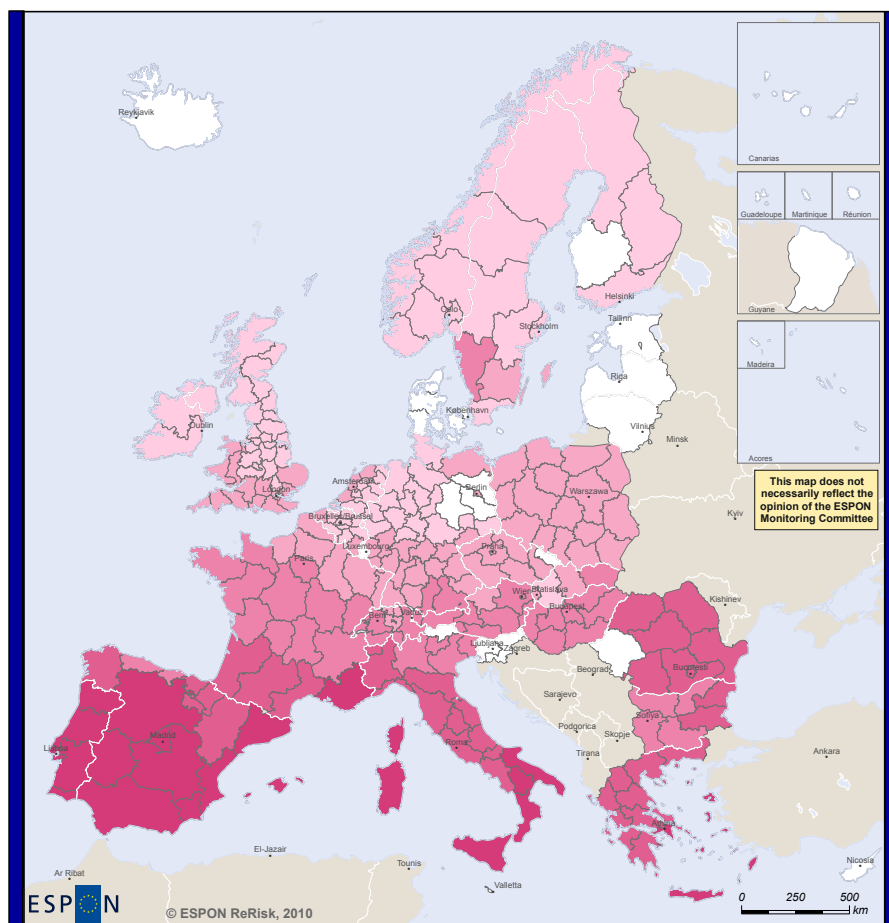 Reykjavik
Canarias
Guadeloupe
Martinique
Réunion
Guyane
Madeira
Acores
This map does not
necessarily reflect the
opinion of the ESPON
Monitoring Committee
Helsinki
Oslo
Tallinn
Stockholm
Riga
København
Vilnius
Minsk
Dublin
London
Amsterdam
Berlin
Warszawa
Bruxelles/Brussel
Kyiv
Luxembourg
Praha
Paris
Wien
Bratislava
Kishinev
Budapest
Bern
Vaduz
Ljubljana
Zagreb
Beograd
Bucuresti
Sarajevo
Sofiya
Podgorica
Skopje
Tirana
Roma
Madrid
Lisboa
Ankara
Athinai
El-Jazair
Tounis
Ar Ribat
Valletta
Nicosia
ESPON
© ESPON ReRisk, 2010
0 250 500
km